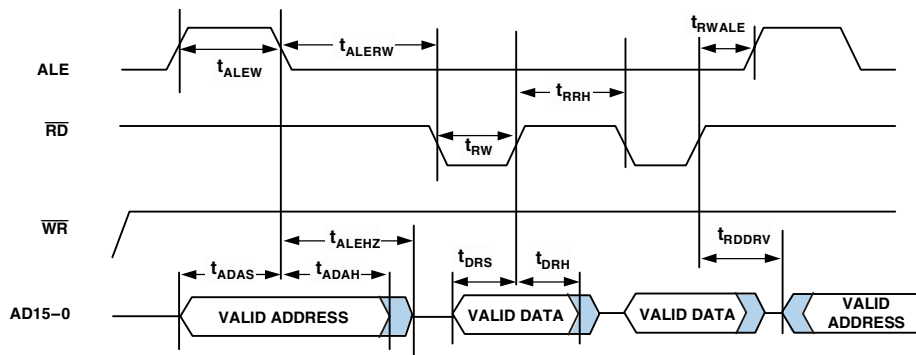 tRWALE
tALEW
tALERW
ALE
tRRH
RD
tRW
WR
tALEHZ
tRDDRV
tADAS
tADAH
tDRS
tDRH
AD15–0
VALID ADDRESS
VALID DATA
VALID DATA
VALID
ADDRESS